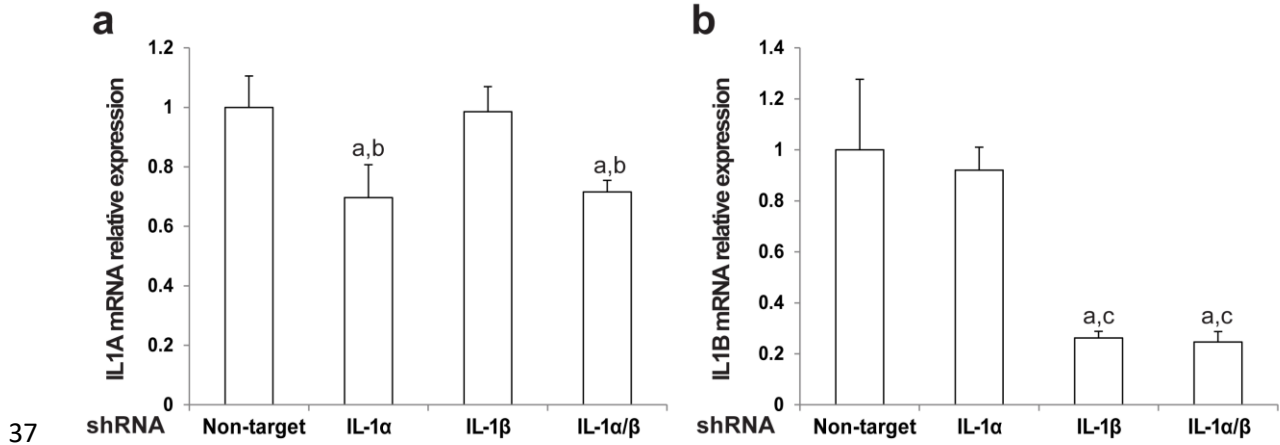 a
IL1A mRNA relative expression
1.2
1
0.8
0.6
0.4
0.2
0
a,b
a,b
shRNA
Non-target IL-1α IL-1β IL-1α/β
b
IL1B mRNA relative expression
1.4
1.2
1
0.8
0.6
0.4
0.2
0
a,c
a,c
shRNA
Non-target IL-1α IL-1β IL-1α/β
37